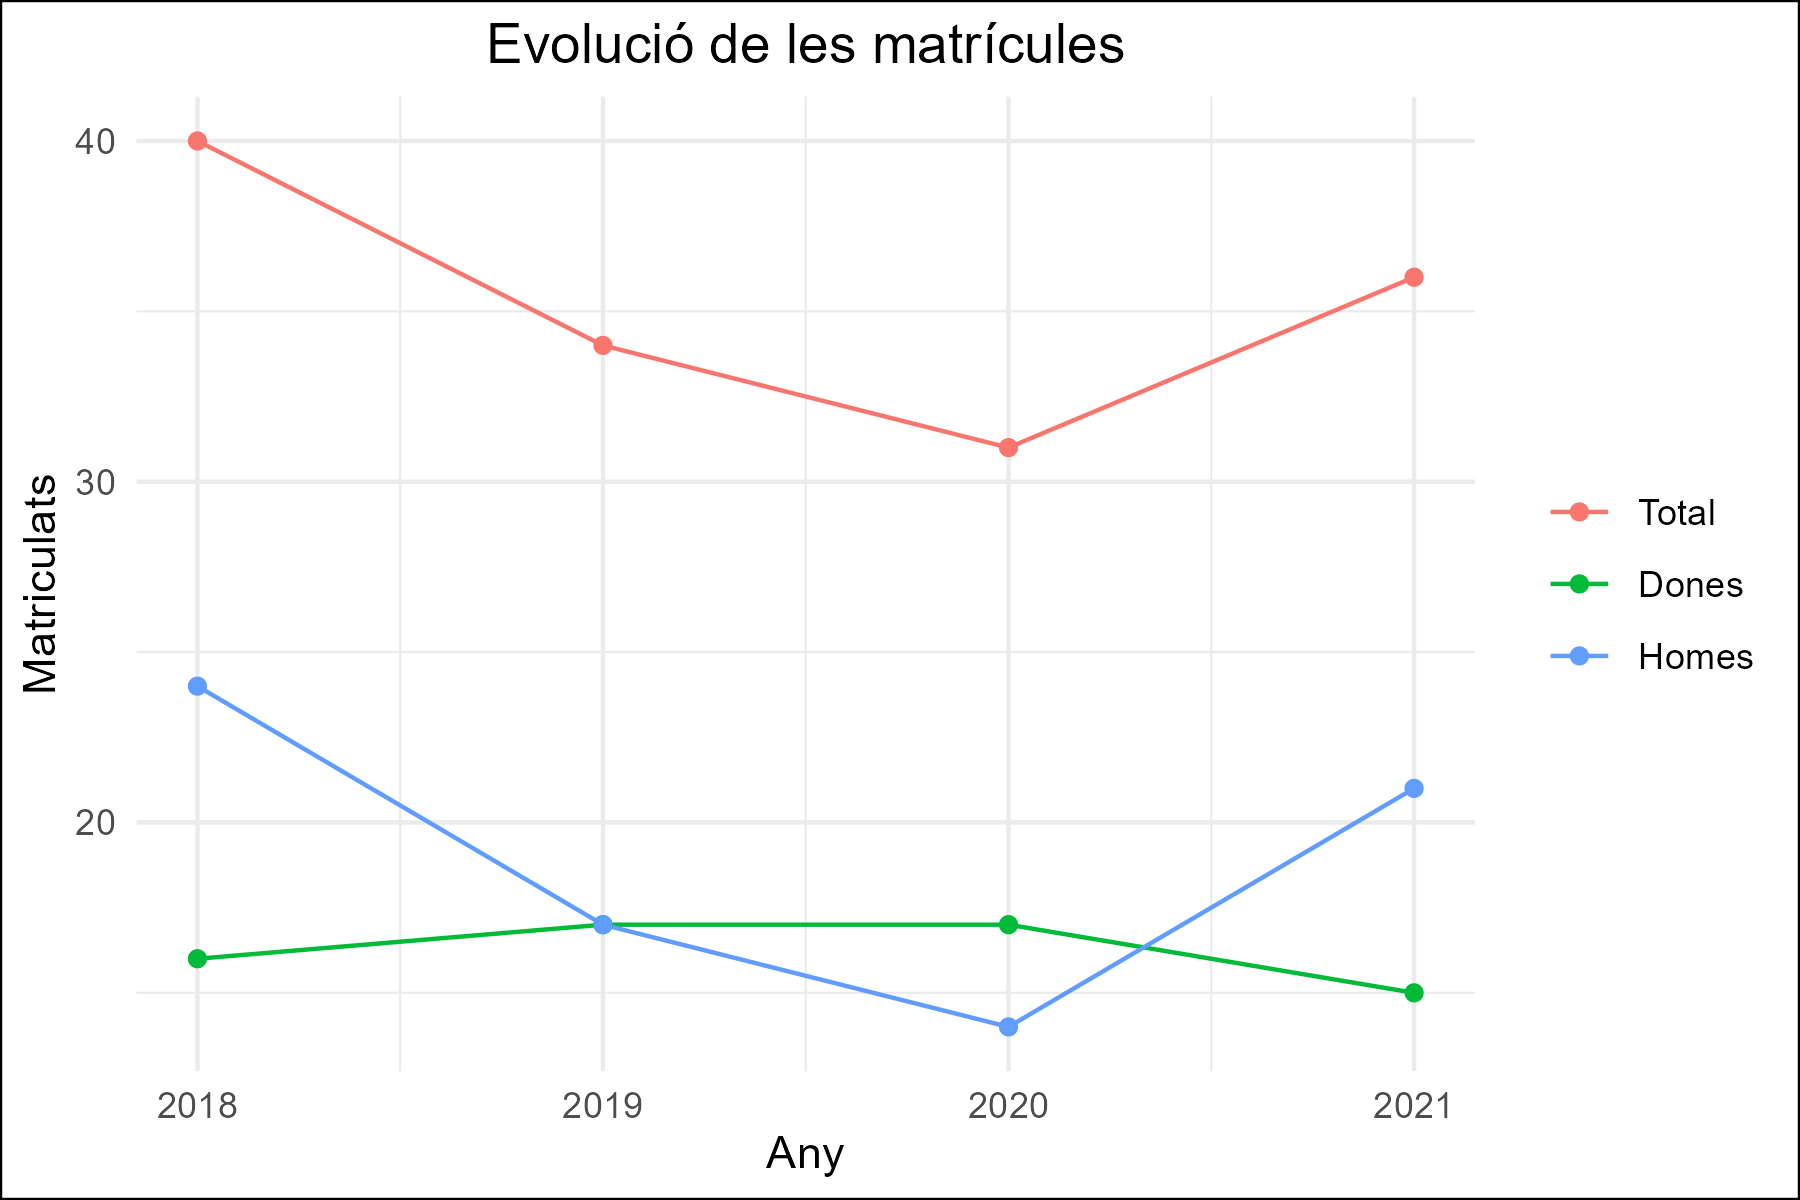 Evolució de les matrícules
40
30
20
Matriculats
2018 2019 2020 2021
Any
Total
Dones
Homes